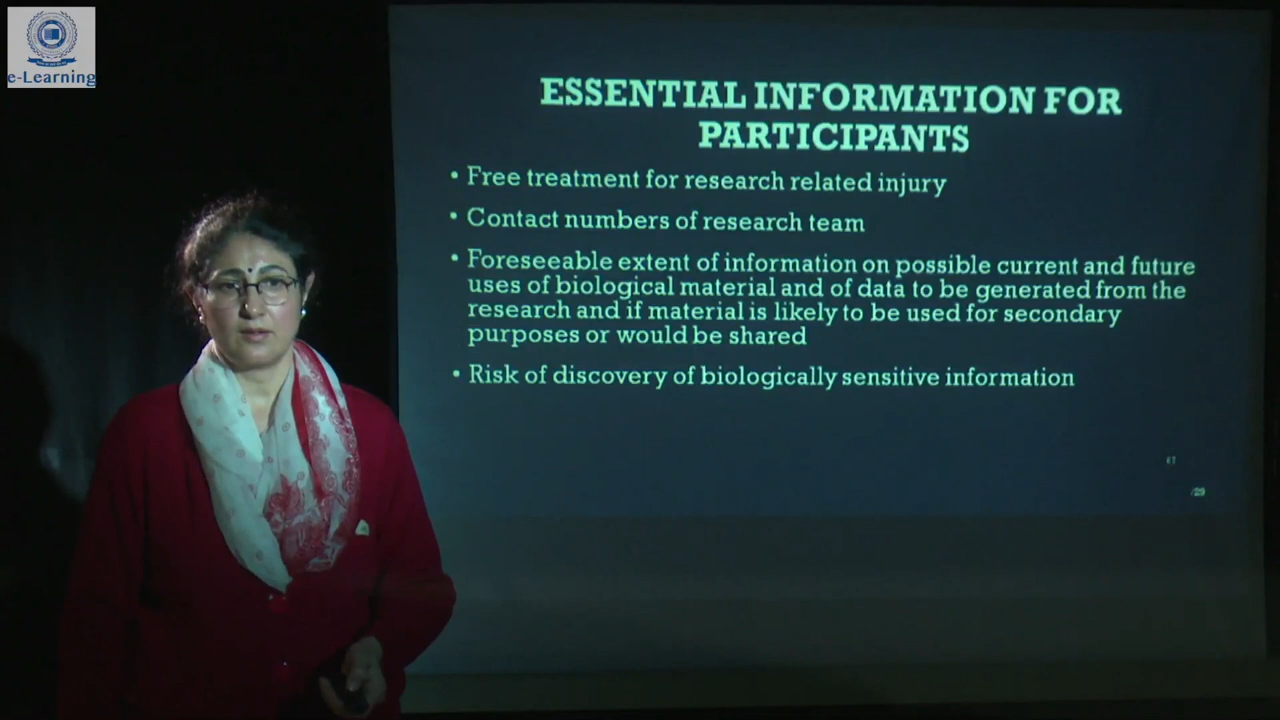 e-Learning
ESSENTIAL INFORMATION FOR
PARTICIPANTS
• Free treatment for research related injury
• Contact numbers of research team
• Foreseeable extent of information on possible current and future
uses of biological material and of data to be generated from the
research and if material is likely to be used for secondary
purposes or would be shared
• Risk of discovery of biologically sensitive information
/29